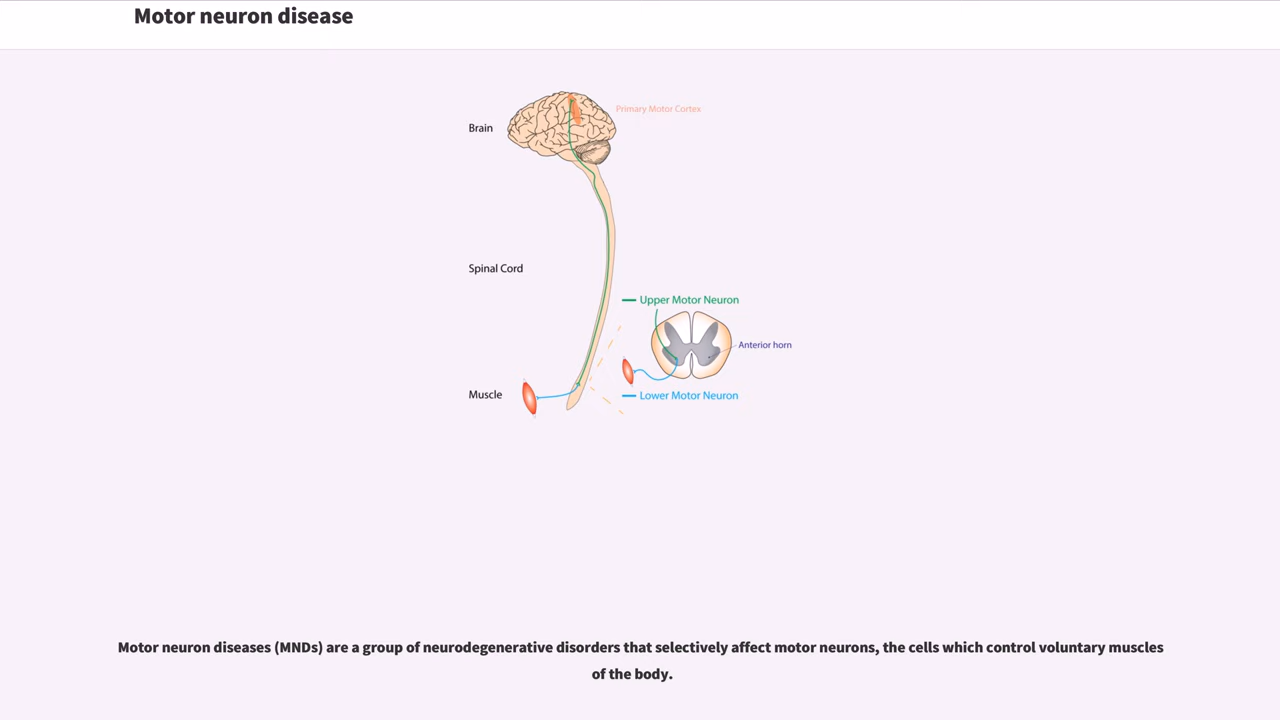 Motor neuron disease
Primary Motor Cortex
Brain
Spinal Cord
Upper Motor Neuron
Anterior horn
Muscle
Lower Motor Neuron
Motor neuron diseases (MNDs) are a group of neurodegenerative disorders that selectively affect motor neurons, the cells which control voluntary muscles
of the body.